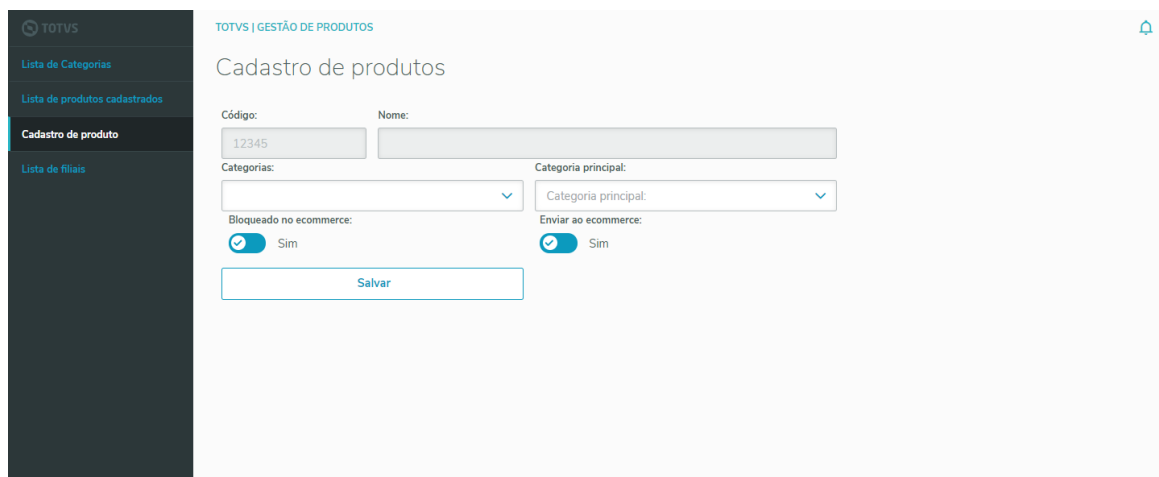 TOTVS
Lista de Categorias
Lista de produtos cadastrados
Cadastro de produto
Lista de filiais
TOTVS | GESTÃO DE PRODUTOS
Cadastro de produtos
Código: Nome:
12345
Categorias: Categoria principal:
Categoria principal:
Bloqueado no ecommerce: Enviar ao ecommerce:
Sim Sim
Salvar